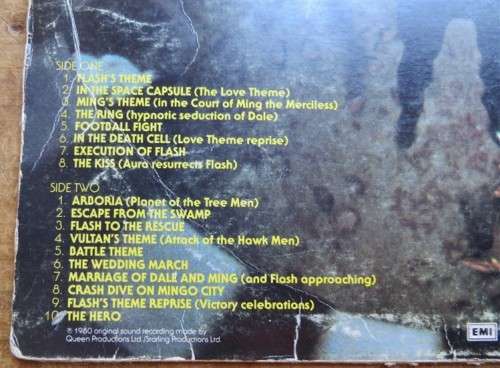 SIDE ONE
1. FLASH'S THEME
2. IN THE SPACE CAPSULE (The Love Theme)
3. MING'S THEME (in the Court of Ming the Merciless)
4. THE RING (hypnotic seduction of Dale)
5. FOOTBALL FIGHT
6. IN THE DEATH CELL (Love Theme reprise)
7. EXECUTION OF FLASH
8. THE KISS (Aura resurrects Flash)
SIDE TWO
1. ARBORIA (Planet of the Tree Men)
2. ESCAPE FROM THE SWAMP
3. FLASH TO THE RESCUE
4. VULTAN'S THEME (Attack of the Hawk Men)
5. BATTLE THEME
6. THE WEDDING MARCH
7. MARRIAGE OF DALE AND MING (and Flash approaching)
8. CRASH DIVE ON MINGO CITY
9. FLASH'S THEME REPRISE (Victory celebrations)
10. THE HERO
℗ 1980 original sound recording made by
Queen Productions Ltd./Starling Productions Ltd.
EMI